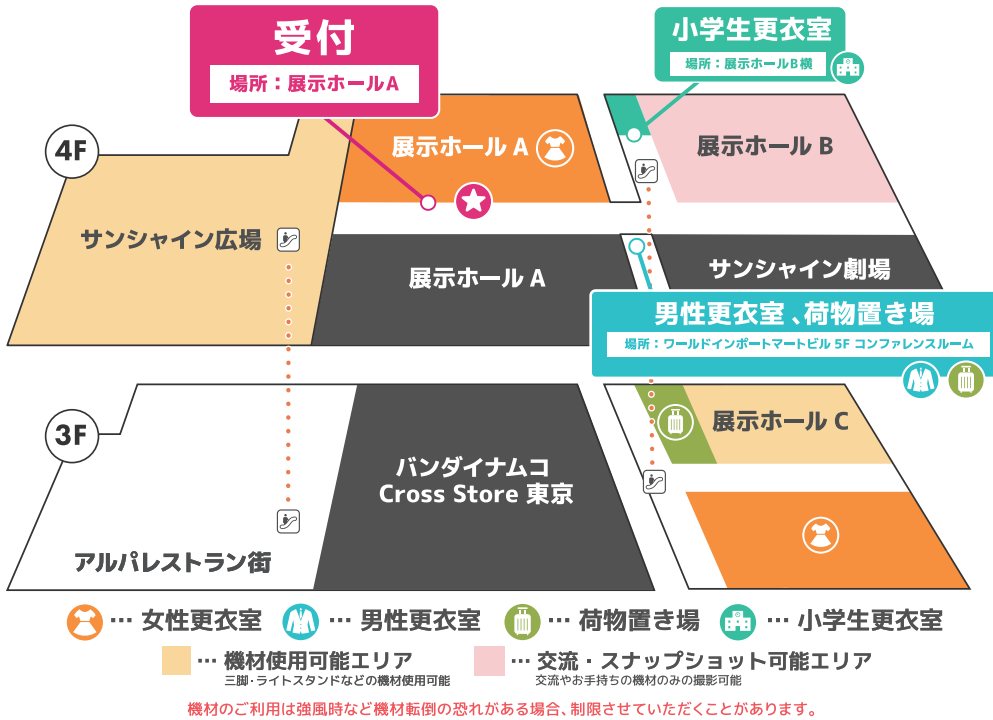 受付
場所：展示ホールA
小学生更衣室
場所：展示ホールB横
4F
展示ホール A
展示ホール B
サンシャイン広場
展示ホール A
サンシャイン劇場
男性更衣室、荷物置き場
場所：ワールドインポートマートビル 5F コンファレンスルーム
3F
展示ホール C
バンダイナムコ
Cross Store 東京
アルパレストラン街
… 女性更衣室
… 男性更衣室
… 荷物置き場
… 小学生更衣室
… 機材使用可能エリア
三脚・ライトスタンドなどの機材使用可能
… 交流・スナップショット可能エリア
交流やお手持ちの機材のみの撮影可能
機材のご利用は強風時など機材転倒の恐れがある場合、制限させていただくことがあります。